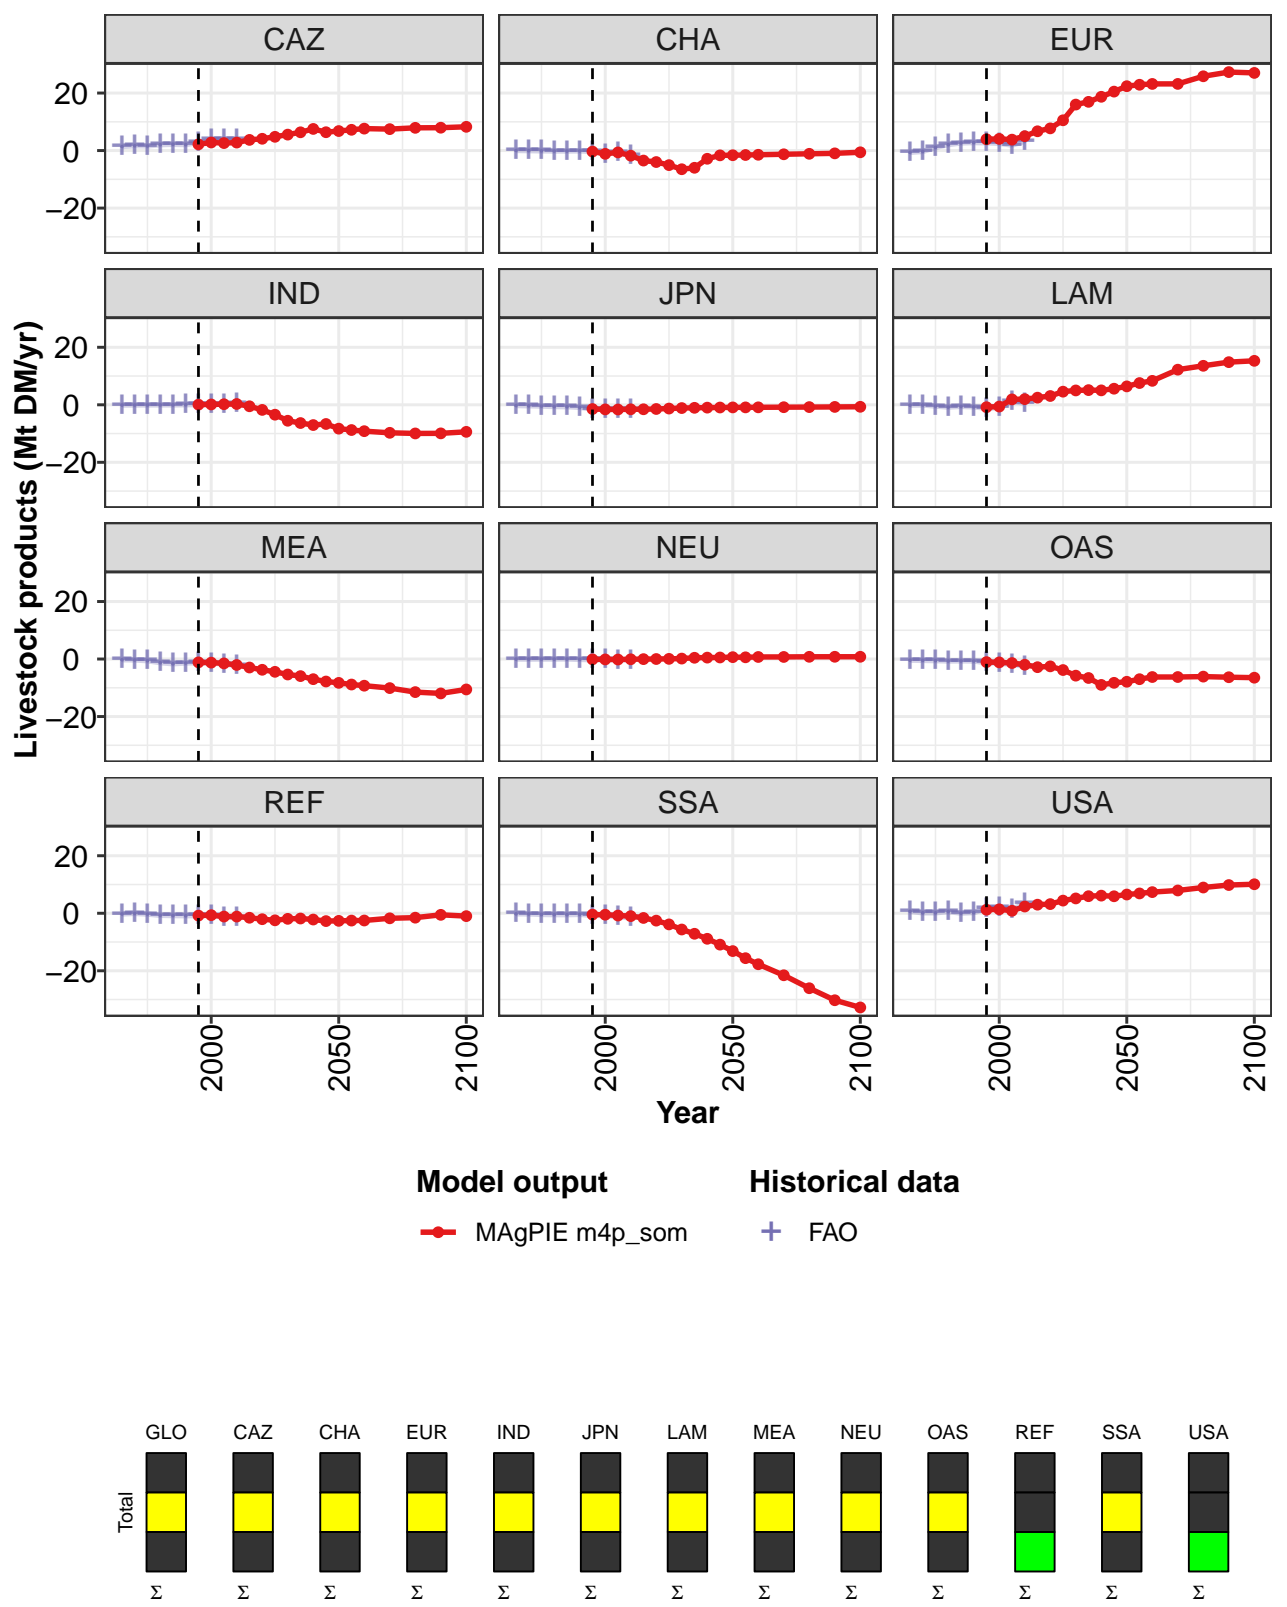 CAZ CHA EUR
20
0
−20
IND JPN LAM
20
0
−20
MEA NEU OAS
20
0
−20
REF SSA USA
20
0
−20
Livestock products (Mt DM/yr)
2000 2050 2100 2000 2050 2100 2000 2050 2100
Year
Model output Historical data
MAgPIE m4p_som FAO
GLO CAZ CHA EUR IND JPN LAM MEA NEU OAS REF SSA USA
Total
Σ Σ Σ Σ Σ Σ Σ Σ Σ Σ Σ Σ Σ